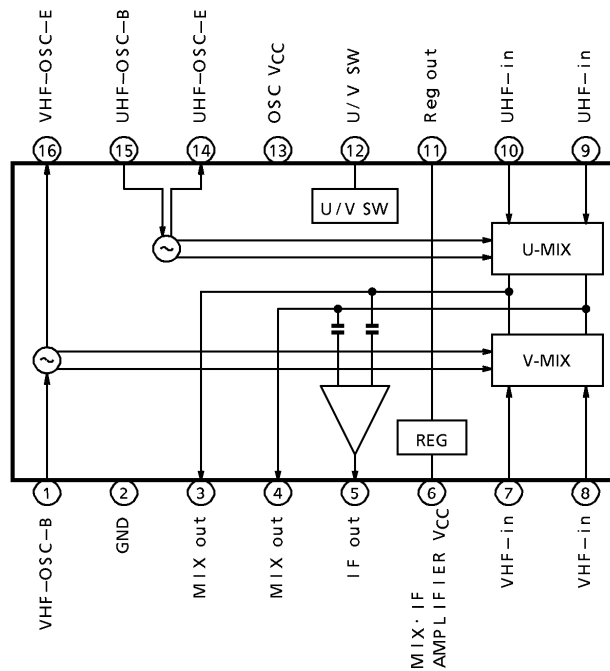 VHF-OSC-E
UHF-OSC-B
UHF-OSC-E
OSC VCC
U/V SW
Reg out
UHF-in
UHF-in
16
15
14
13
12
11
10
9
U/V SW
U-MIX
V-MIX
REG
1
2
3
4
5
6
7
8
VHF-OSC-B
GND
MIX out
MIX out
IF out
MIX·IF
AMPLIFIER VCC
VHF-in
VHF-in